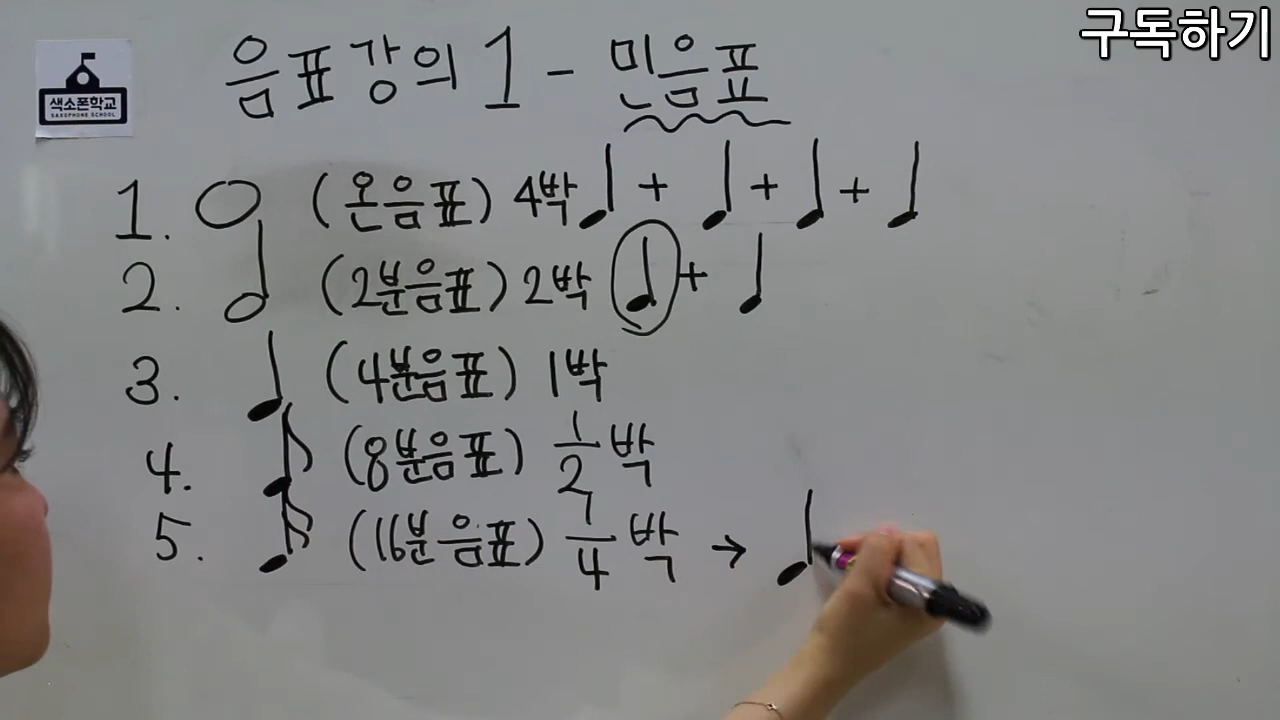 구독하기
색소폰학교
SAXOPHONE SCHOOL
음표강의 1 - 민음표
1. (온음표) 4박 + + +
2. (2분음표) 2박 +
3. (4분음표) 1박
4. (8분음표) 1/2 박
5. (16분음표) 1/4 박 →